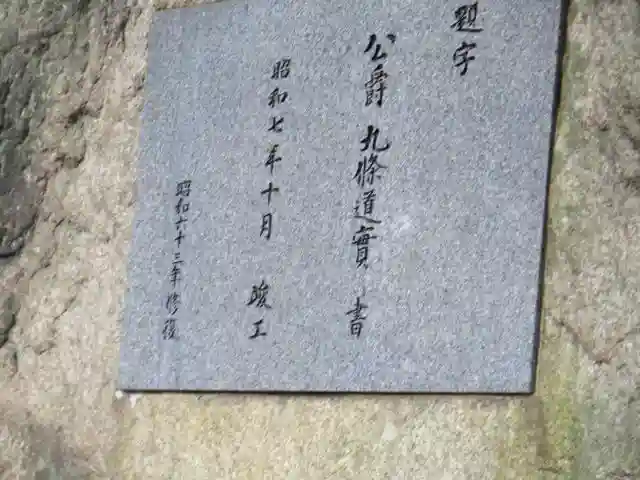 題字
公爵 九條道實 書
昭和七年十月 竣工
昭和六十三年修復